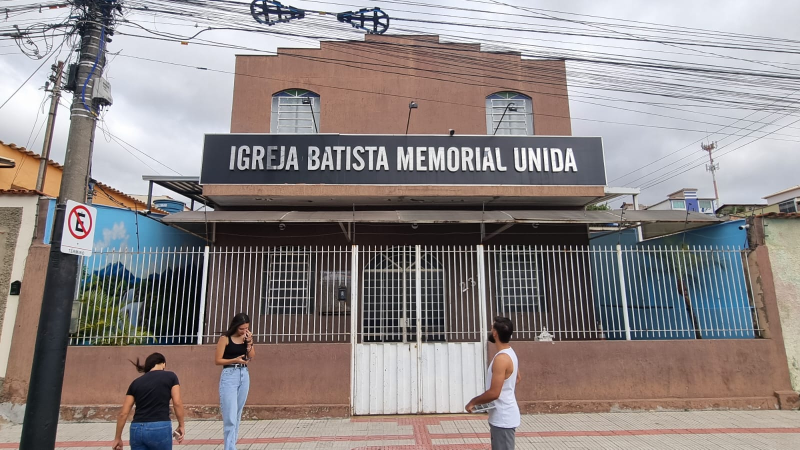 IGREJA BATISTA MEMORIAL UNIDA
E